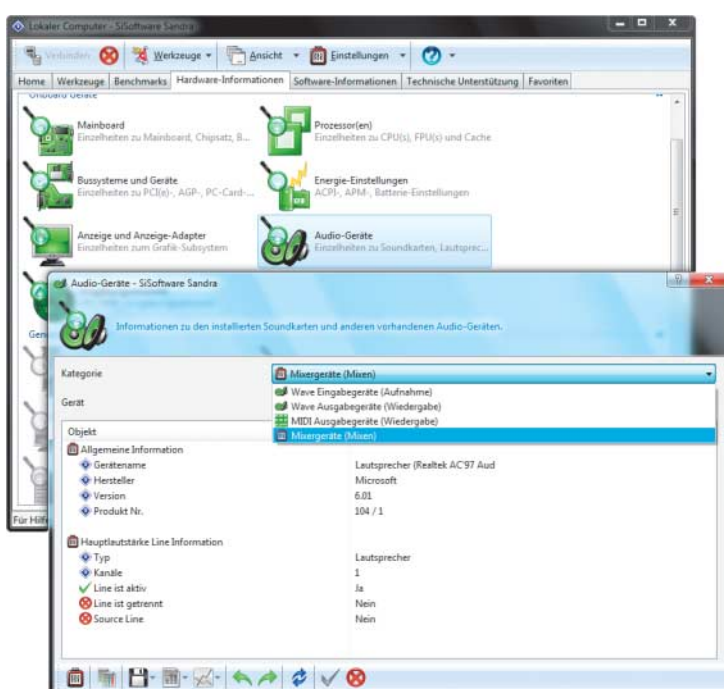 Lokaler Computer - SiSoftware Sandra
Verbinden Werkzeuge Ansicht Einstellungen
Home Werkzeuge Benchmarks Hardware-Informationen Software-Informationen Technische Unterstützung Favoriten
Onboard Geräte
Mainboard
Einzelheiten zu Mainboard, Chipsatz, B...
Prozessor(en)
Einzelheiten zu CPU(s), FPU(s) und Cache
Bussysteme und Geräte
Einzelheiten zu PCI(e)-, AGP-, PC-Card-...
Energie-Einstellungen
ACPI-, APM-, Batterie-Einstellungen
Anzeige und Anzeige-Adapter
Einzelheiten zum Grafik-Subsystem
Audio-Geräte
Einzelheiten zu Soundkarten, Lautsprec...
Gen
Für Hilf
Audio-Geräte - SiSoftware Sandra
Informationen zu den installierten Soundkarten und anderen vorhandenen Audio-Geräten.
Kategorie
Mixergeräte (Mixen)
Wave Eingabegeräte (Aufnahme)
Wave Ausgabegeräte (Wiedergabe)
Gerät
MIDI Ausgabegeräte (Wiedergabe)
Mixergeräte (Mixen)
Objekt
Allgemeine Information
Gerätename Lautsprecher (Realtek AC'97 Aud
Hersteller Microsoft
Version 6.01
Produkt Nr. 104 / 1
Hauptlautstärke Line Information
Typ Lautsprecher
Kanäle 1
Line ist aktiv Ja
Line ist getrennt Nein
Source Line Nein